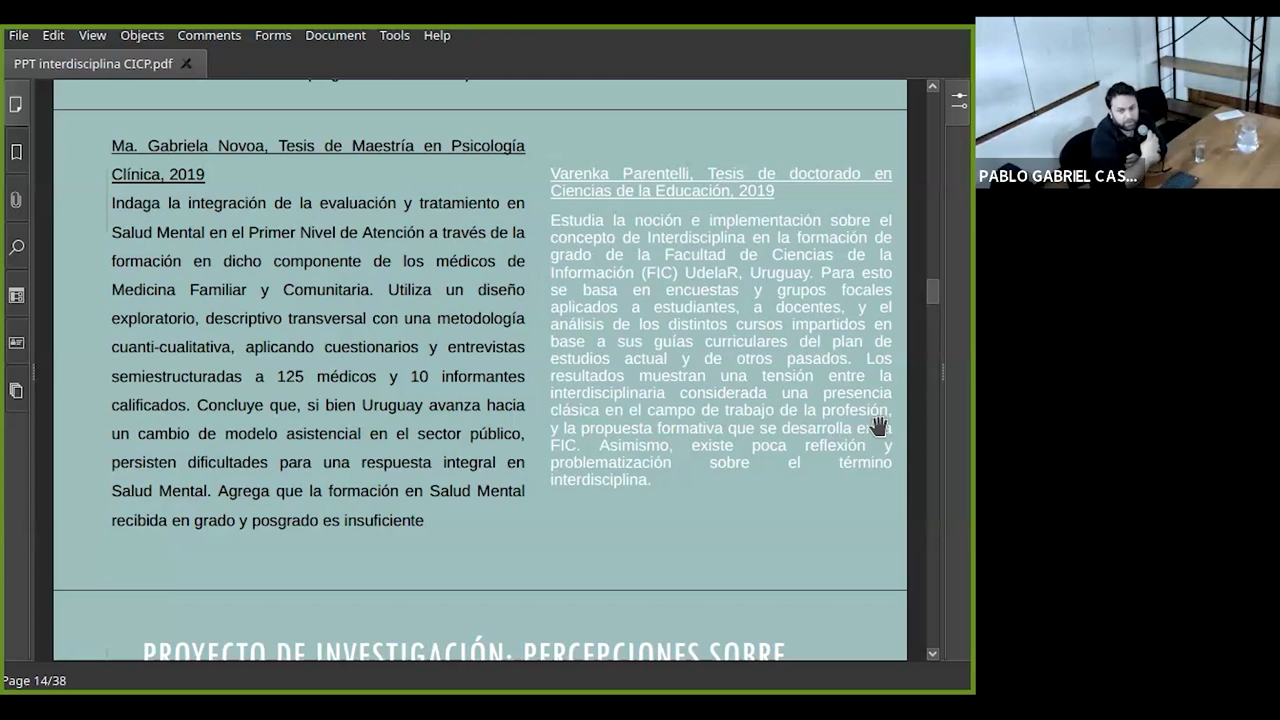 File Edit View Objects Comments Forms Document Tools Help
PPT interdisciplina CICP.pdf
Ma. Gabriela Novoa, Tesis de Maestría en Psicología
Clínica, 2019
Indaga la integración de la evaluación y tratamiento en
Salud Mental en el Primer Nivel de Atención a través de la
formación en dicho componente de los médicos de
Medicina Familiar y Comunitaria. Utiliza un diseño
exploratorio, descriptivo transversal con una metodología
cuanti-cualitativa, aplicando cuestionarios y entrevistas
semiestructuradas a 125 médicos y 10 informantes
calificados. Concluye que, si bien Uruguay avanza hacia
un cambio de modelo asistencial en el sector público,
persisten dificultades para una respuesta integral en
Salud Mental. Agrega que la formación en Salud Mental
recibida en grado y posgrado es insuficiente
Varenka Parentelli, Tesis de doctorado en
Ciencias de la Educación, 2019
Estudia la noción e implementación sobre el
concepto de Interdisciplina en la formación de
grado de la Facultad de Ciencias de la
Información (FIC) UdelaR, Uruguay. Para esto
se basa en encuestas y grupos focales
aplicados a estudiantes, a docentes, y el
análisis de los distintos cursos impartidos en
base a sus guías curriculares del plan de
estudios actual y de otros pasados. Los
resultados muestran una tensión entre la
interdisciplinaria considerada una presencia
clásica en el campo de trabajo de la profesión,
y la propuesta formativa que se desarrolla en
FIC. Asimismo, existe poca reflexión y
problematización sobre el término
interdisciplina.
PROYECTO DE INVESTIGACIÓN: PERCEPCIONES SOBRE
Page 14/38
PABLO GABRIEL CAS...